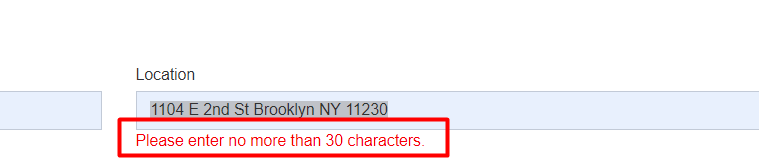 Location
1104 E 2nd St Brooklyn NY 11230
Please enter no more than 30 characters.